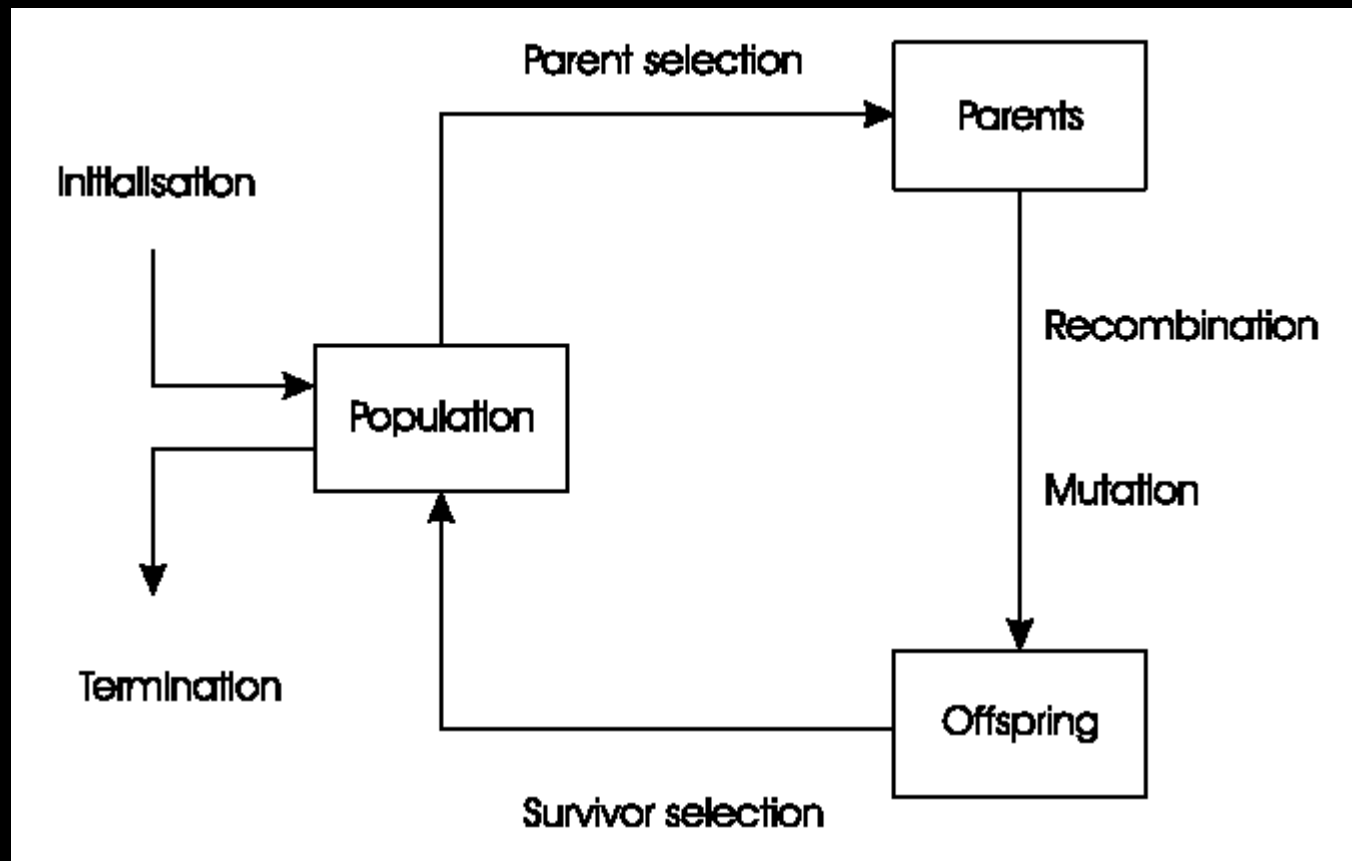 Parent selection
Parents
Initialisation
Recombination
Population
Mutation
Termination
Offspring
Survivor selection